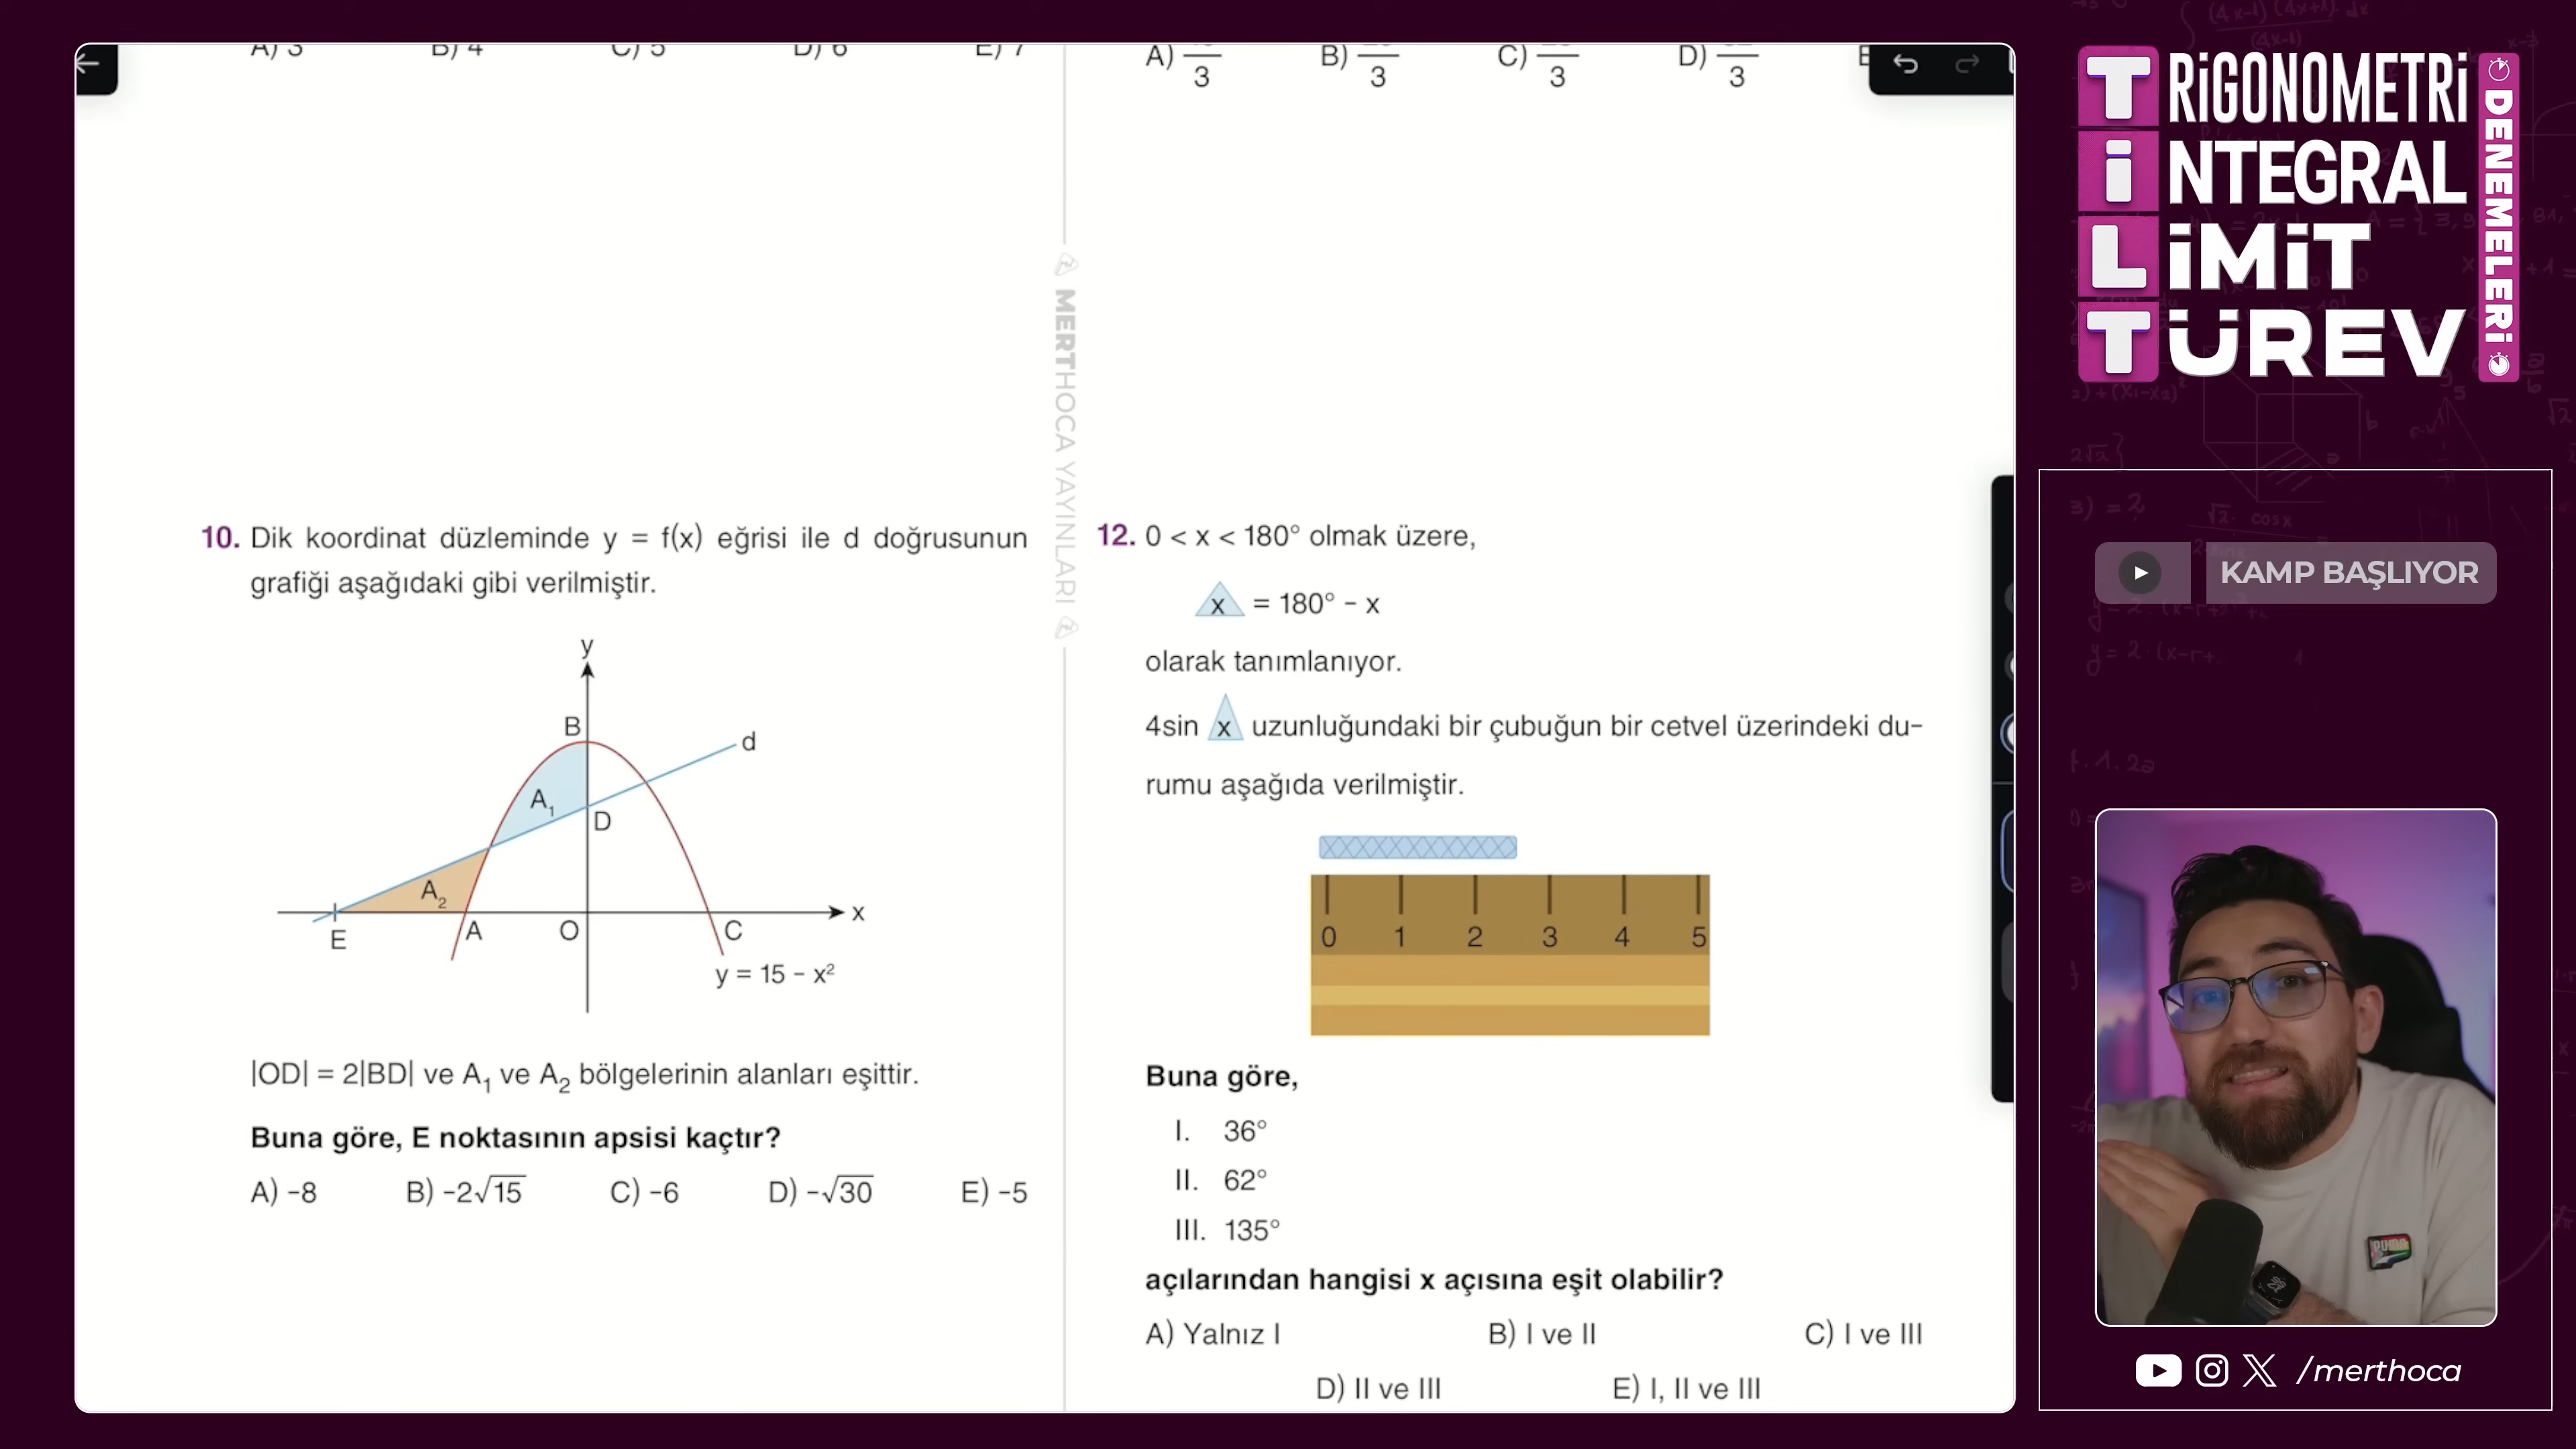 A) 3 B) 4 C) 5 D) 6 E) 7
10. Dik koordinat düzleminde y = f(x) eğrisi ile d doğrusunun
grafiği aşağıdaki gibi verilmiştir.
y
B
d
A₁
D
A₂
x
E
A
O
C
y = 15 – x²
|OD| = 2|BD| ve A₁ ve A₂ bölgelerinin alanları eşittir.
Buna göre, E noktasının apsisi kaçtır?
A) –8 B) –2√15 C) –6 D) –√30 E) –5
MERTHOCA YAYINLARI
A) 3 B) 3 C) 3 D) 3
12. 0 < x < 180° olmak üzere,
x = 180° – x
olarak tanımlanıyor.
4sin x uzunluğundaki bir çubuğun bir cetvel üzerindeki du-
rumu aşağıda verilmiştir.
0 1 2 3 4 5
Buna göre,
I. 36°
II. 62°
III. 135°
açılarından hangisi x açısına eşit olabilir?
A) Yalnız I B) I ve II C) I ve III
D) II ve III E) I, II ve III
TRiGONOMETRi
iNTEGRAL
LiMiT
TÜREV
DENEMELERi
KAMP BAŞLIYOR
PUMA
/merthoca